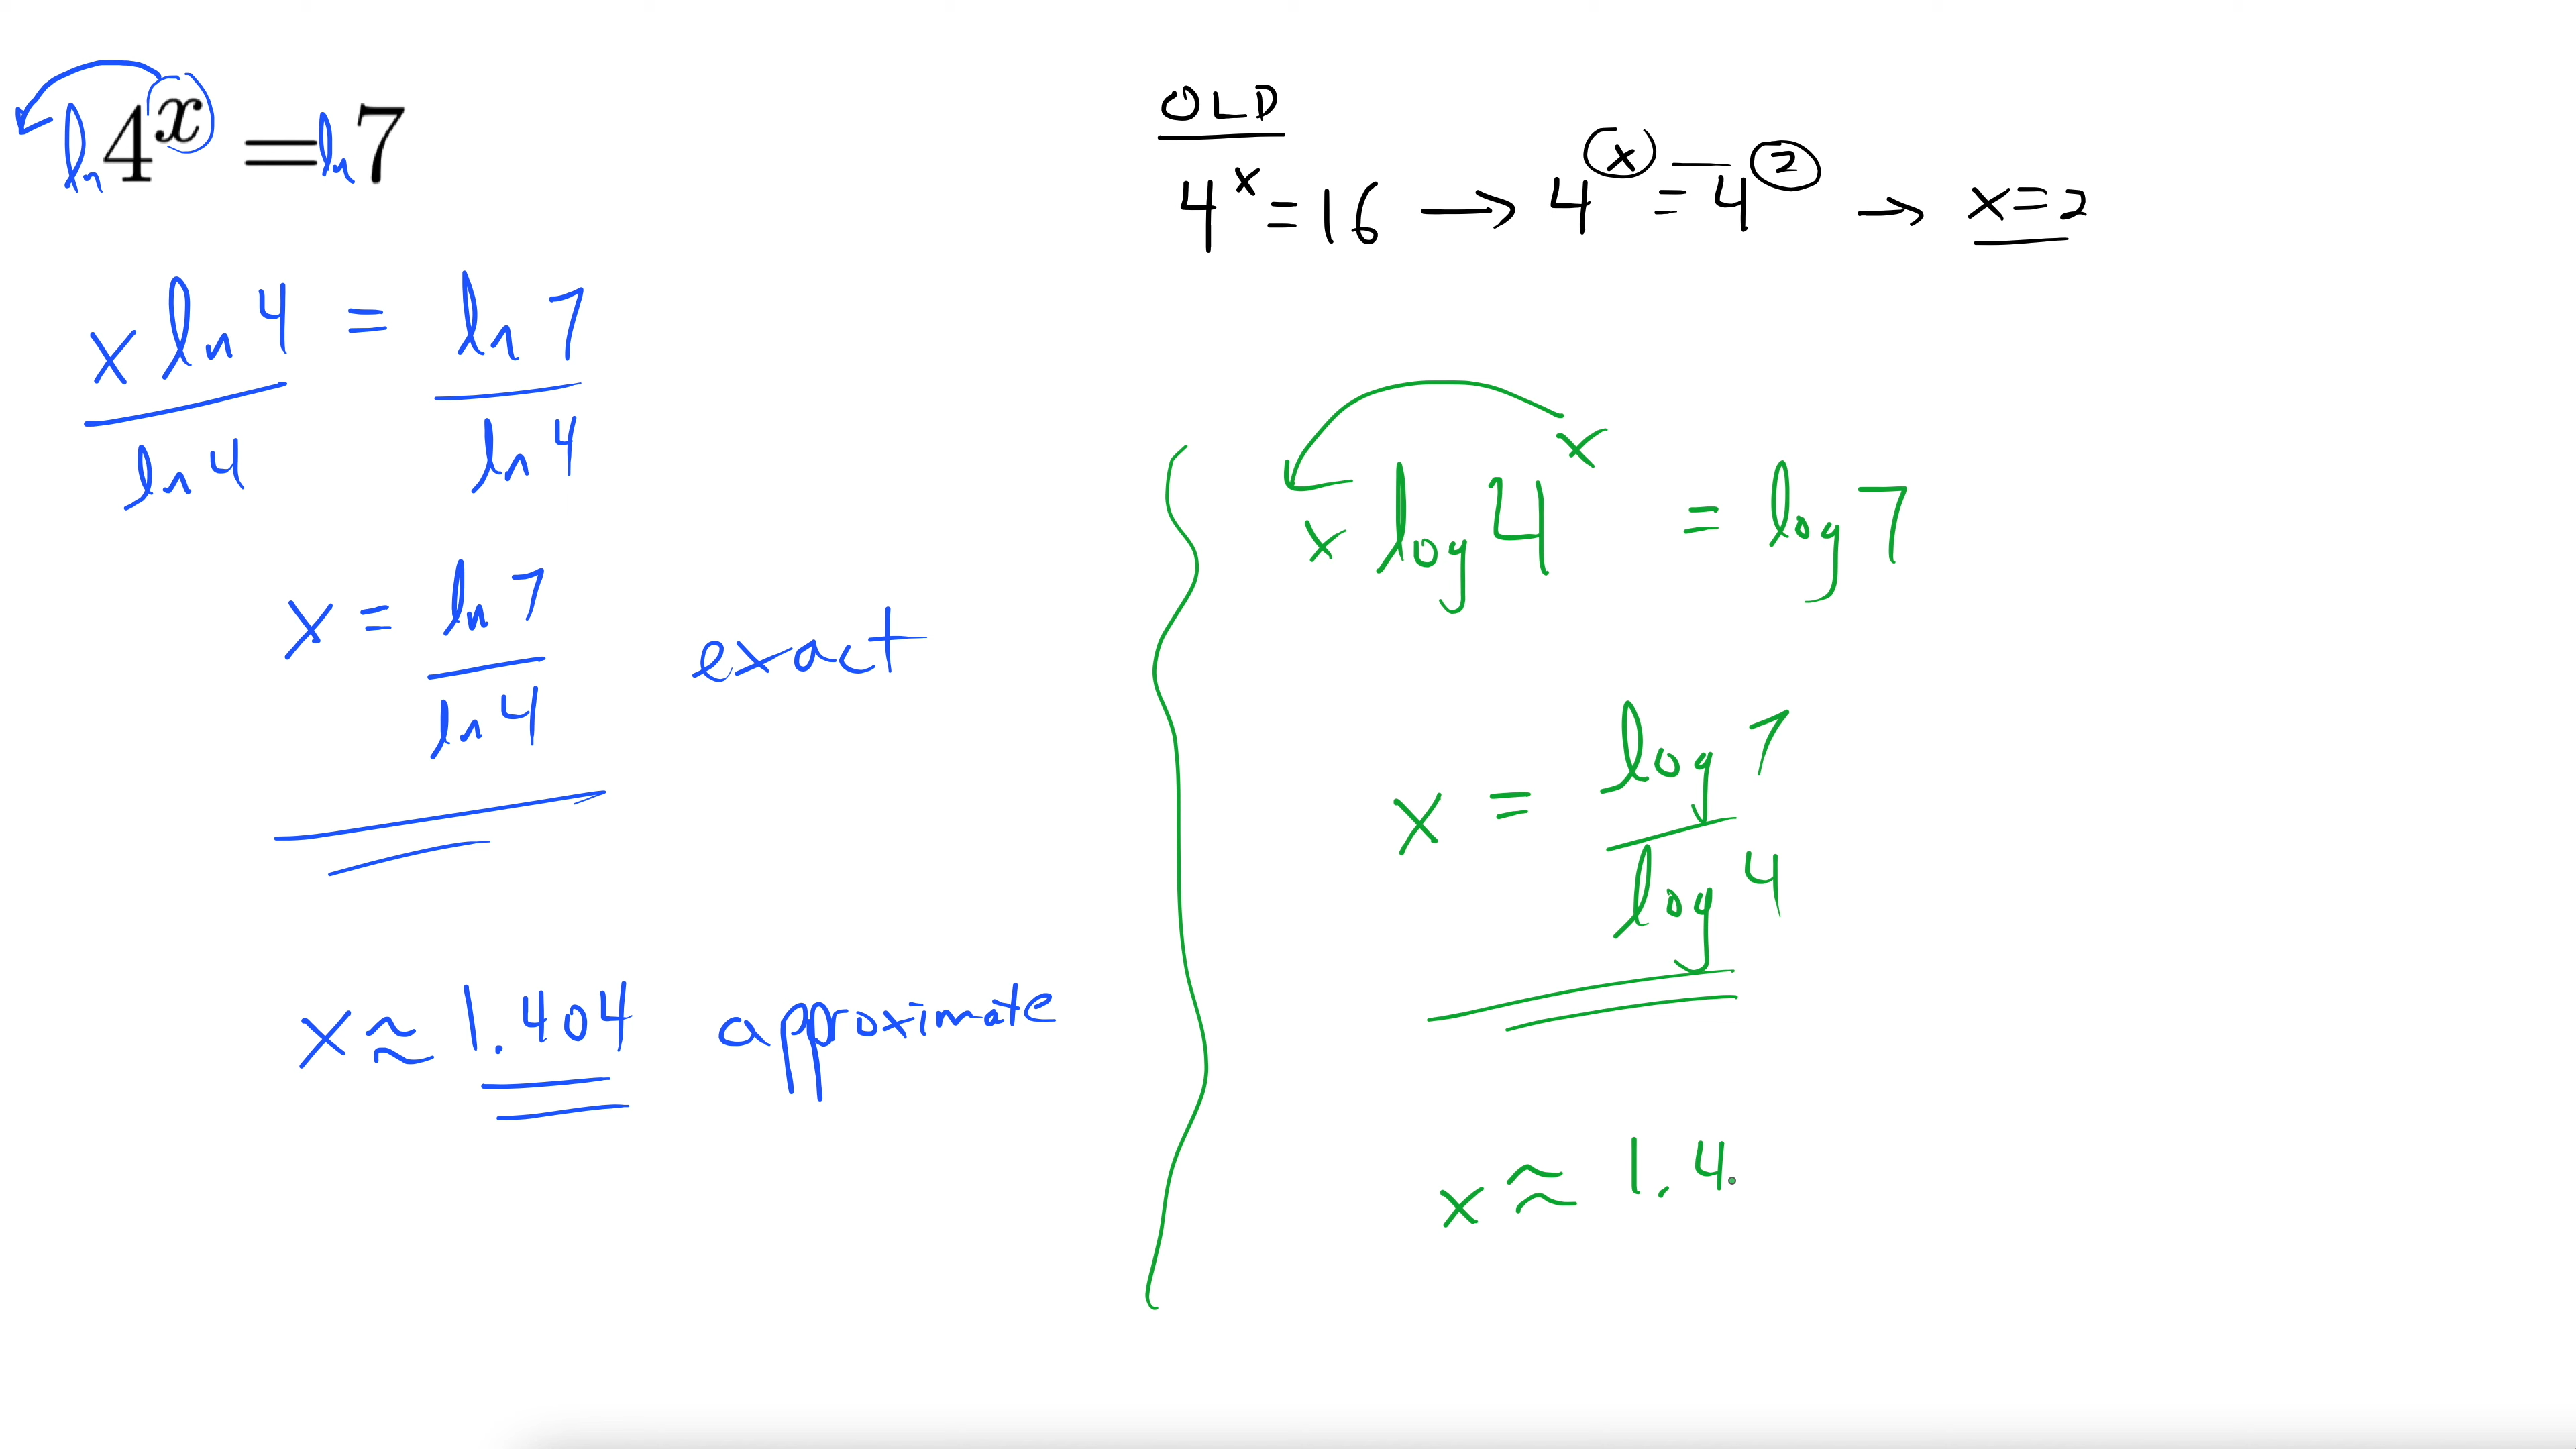 ln 4^x = ln 7
x ln 4 = ln 7
ln 4 ln 4
x = ln 7
ln 4
exact
x ≈ 1.404 approximate
OLD
4^x = 16 → 4^x = 4^2 → x = 2
x log 4^x = log 7
x = log 7
log 4
x ≈ 1.4